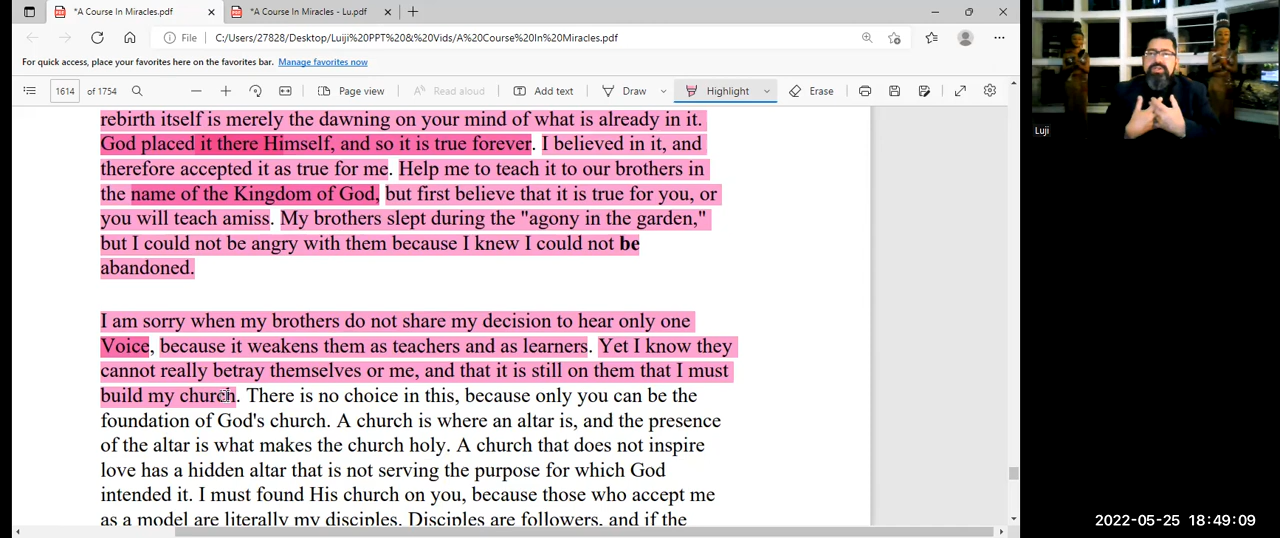 *A Course In Miracles.pdf
*A Course In Miracles - Lu.pdf
File
C:/Users/27828/Desktop/Luiji%20PPT%20&%20Vids/A%20Course%20In%20Miracles.pdf
For quick access, place your favorites here on the favorites bar. Manage favorites now
1614 of 1754
Page view
Read aloud
Add text
Draw
Highlight
Erase
rebirth itself is merely the dawning on your mind of what is already in it.
God placed it there Himself, and so it is true forever. I believed in it, and
therefore accepted it as true for me. Help me to teach it to our brothers in
the name of the Kingdom of God, but first believe that it is true for you, or
you will teach amiss. My brothers slept during the "agony in the garden,"
but I could not be angry with them because I knew I could not be
abandoned.
I am sorry when my brothers do not share my decision to hear only one
Voice, because it weakens them as teachers and as learners. Yet I know they
cannot really betray themselves or me, and that it is still on them that I must
build my church. There is no choice in this, because only you can be the
foundation of God's church. A church is where an altar is, and the presence
of the altar is what makes the church holy. A church that does not inspire
love has a hidden altar that is not serving the purpose for which God
intended it. I must found His church on you, because those who accept me
as a model are literally my disciples. Disciples are followers, and if the
Luji
2022-05-25 18:49:09